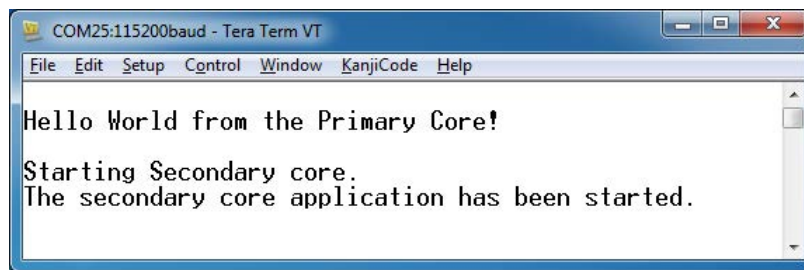 COM25:115200baud - Tera Term VT
File Edit Setup Control Window KanjiCode Help
Hello World from the Primary Core!
Starting Secondary core.
The secondary core application has been started.